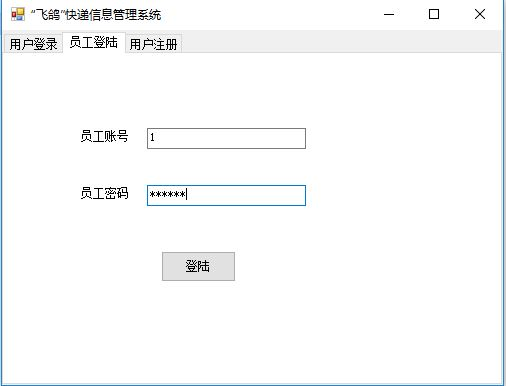 “飞鸽”快递信息管理系统
用户登录 员工登陆 用户注册
员工账号 1
员工密码 ******
登陆